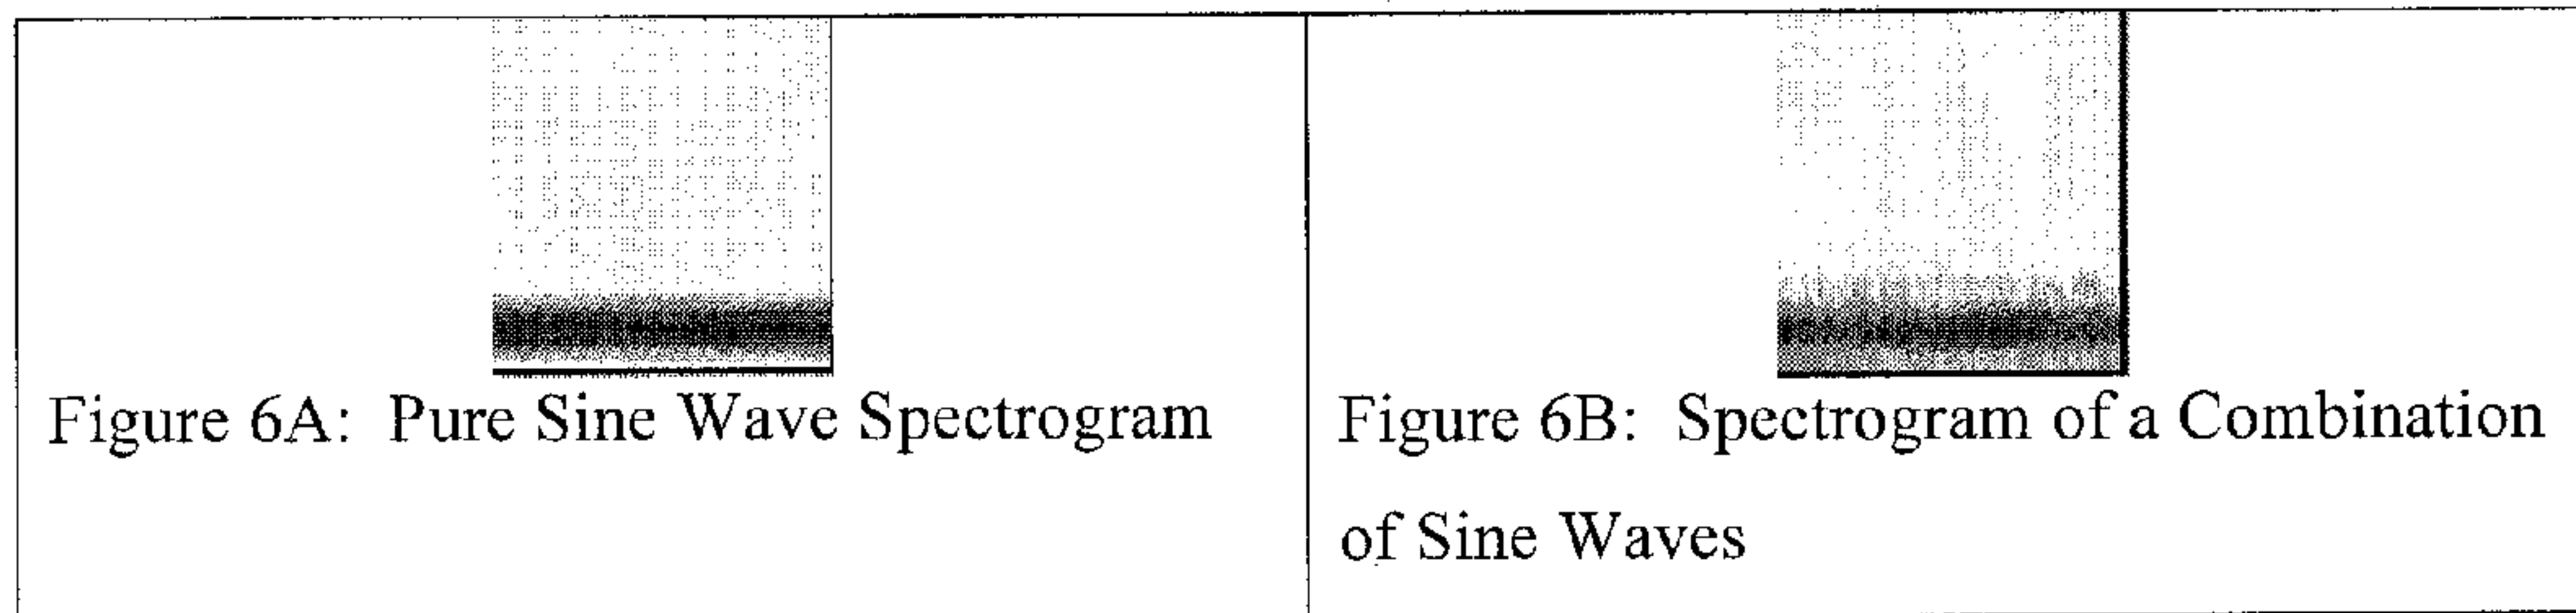 Figure 6A: Pure Sine Wave Spectrogram
Figure 6B: Spectrogram of a Combination
of Sine Waves